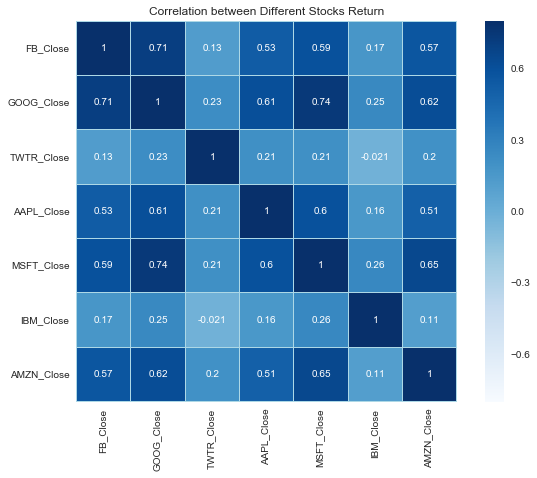 Correlation between Different Stocks Return
FB_Close 1 0.71 0.13 0.53 0.59 0.17 0.57
GOOG_Close 0.71 1 0.23 0.61 0.74 0.25 0.62
TWTR_Close 0.13 0.23 1 0.21 0.21 -0.021 0.2
AAPL_Close 0.53 0.61 0.21 1 0.6 0.16 0.51
MSFT_Close 0.59 0.74 0.21 0.6 1 0.26 0.65
IBM_Close 0.17 0.25 -0.021 0.16 0.26 1 0.11
AMZN_Close 0.57 0.62 0.2 0.51 0.65 0.11 1
FB_Close
GOOG_Close
TWTR_Close
AAPL_Close
MSFT_Close
IBM_Close
AMZN_Close
0.6
0.3
0.0
−0.3
−0.6